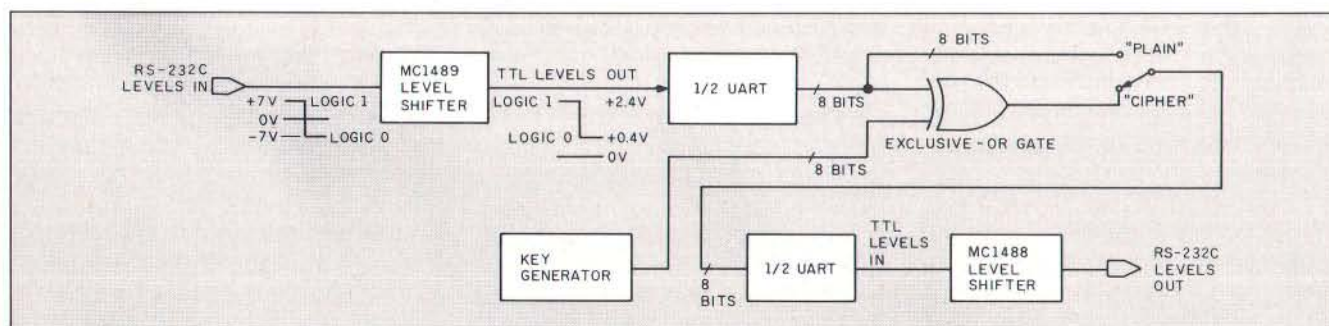 RS-232C
LEVELS IN
+7V
0V
-7V
LOGIC 1
LOGIC 0
MC1489
LEVEL
SHIFTER
TTL LEVELS OUT
LOGIC 1
+2.4V
LOGIC 0
+0.4V
0V
1/2 UART
8 BITS
8 BITS
"PLAIN"
"CIPHER"
EXCLUSIVE-OR GATE
8 BITS
KEY
GENERATOR
8
BITS
1/2 UART
TTL
LEVELS
IN
MC1488
LEVEL
SHIFTER
RS-232C
LEVELS
OUT